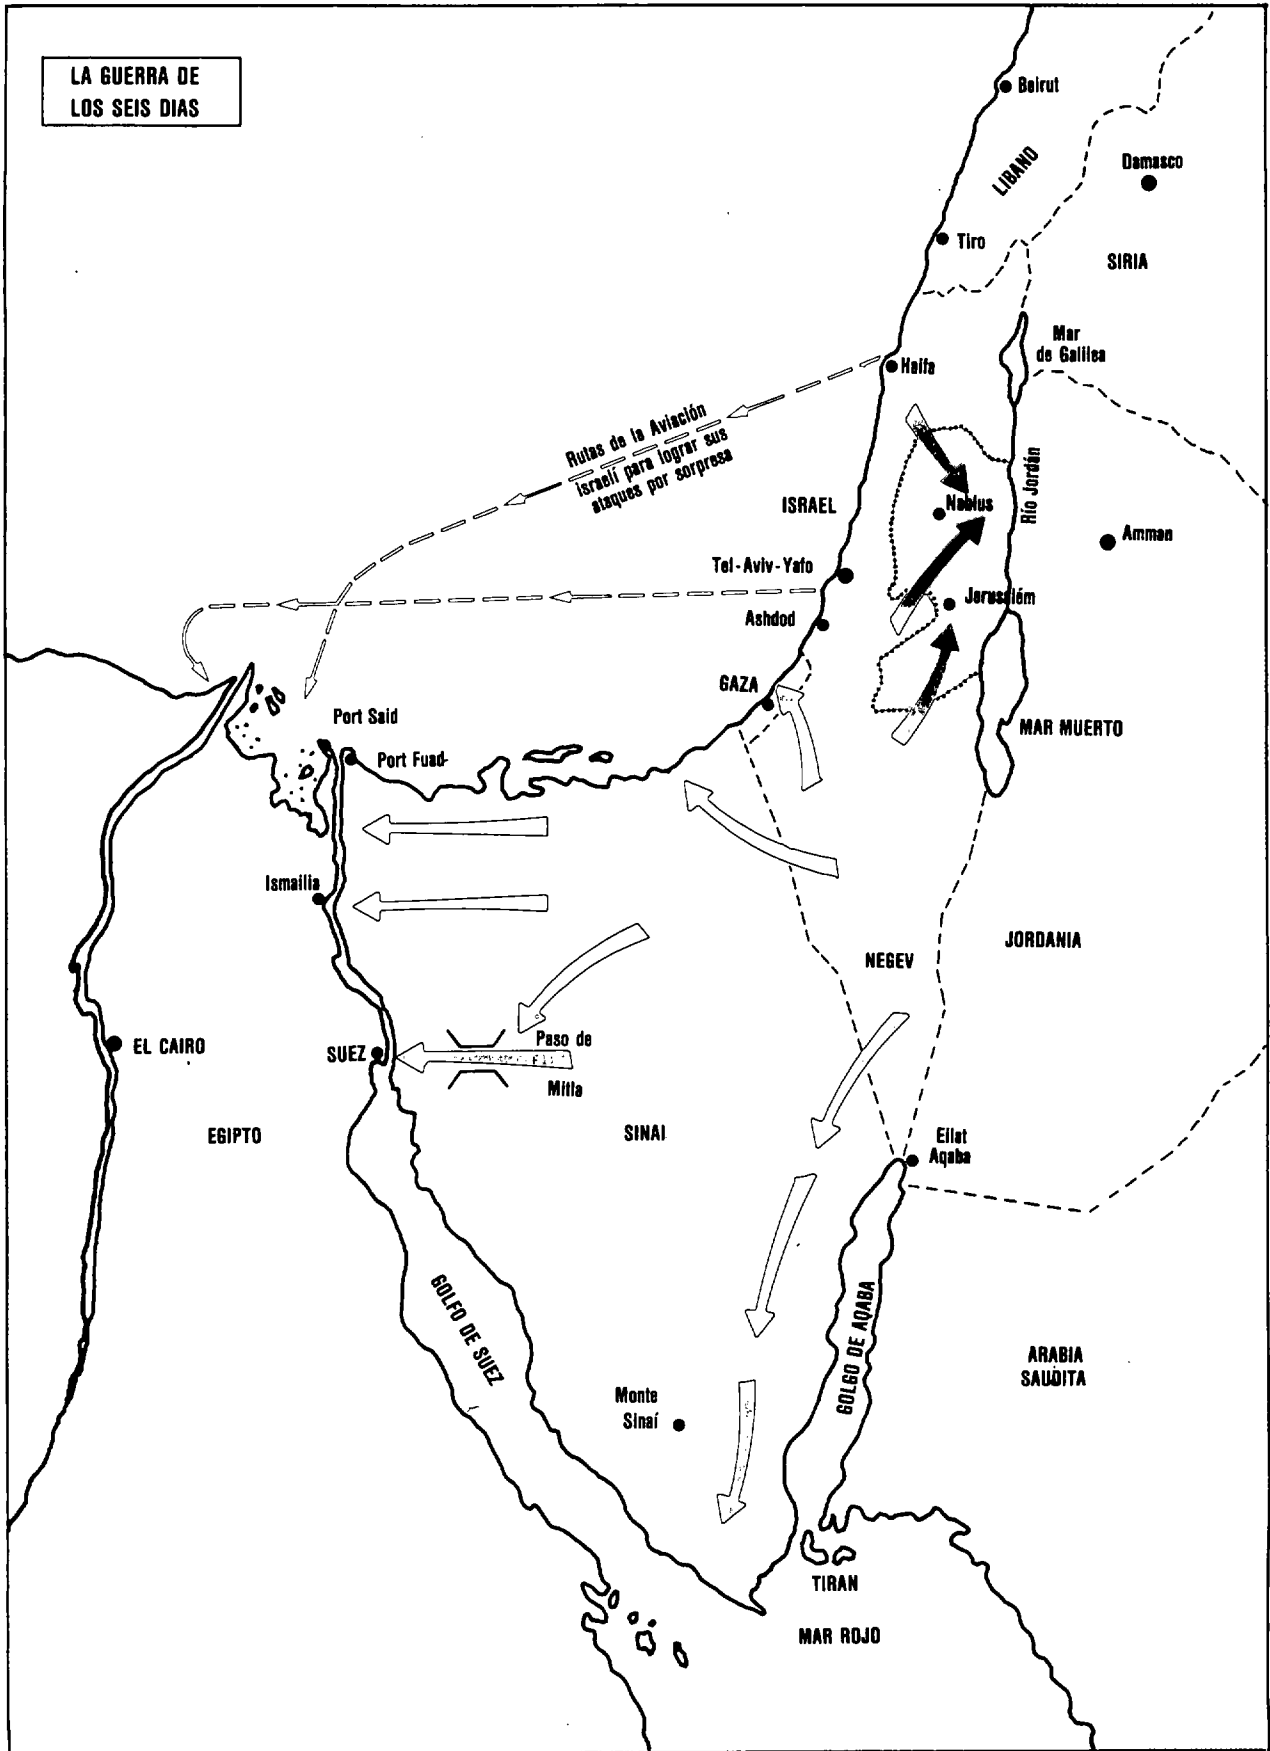 LA GUERRA DE
LOS SEIS DIAS
Beirut
LIBANO
Damasco
Tiro
SIRIA
Mar
de Galilea
Haifa
Rutas de la Aviación
israelí para lograr sus
ataques por sorpresa
ISRAEL
Nablus
Río Jordán
Amman
Tel-Aviv-Yafo
Jerusalém
Ashdod
GAZA
MAR MUERTO
Port Said
Port Fuad
Ismailia
JORDANIA
NEGEV
EL CAIRO
SUEZ
Paso de
Mitla
EGIPTO
SINAI
Eilat
Aqaba
GOLFO DE SUEZ
GOLGO DE AQABA
ARABIA
SAUDITA
Monte
Sinaí
TIRAN
MAR ROJO